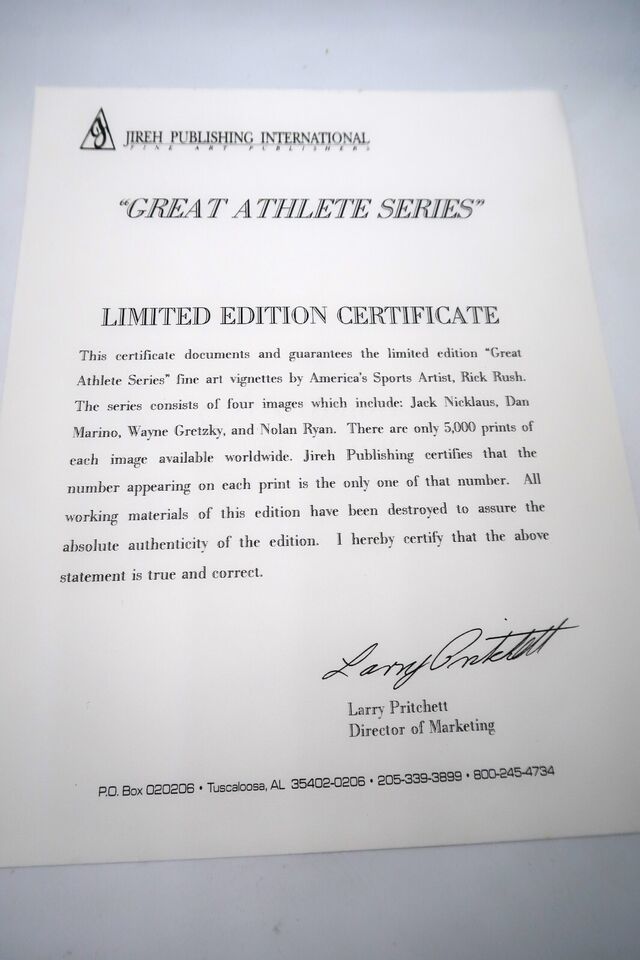 JIREH PUBLISHING INTERNATIONAL
FINE ART PUBLISHERS
"GREAT ATHLETE SERIES"
LIMITED EDITION CERTIFICATE
This certificate documents and guarantees the limited edition "Great
Athlete Series" fine art vignettes by America's Sports Artist, Rick Rush.
The series consists of four images which include: Jack Nicklaus, Dan
Marino, Wayne Gretzky, and Nolan Ryan. There are only 5,000 prints of
each image available worldwide. Jireh Publishing certifies that the
number appearing on each print is the only one of that number. All
working materials of this edition have been destroyed to assure the
absolute authenticity of the edition. I hereby certify that the above
statement is true and correct.
Larry Pritchett
Larry Pritchett
Director of Marketing
P.O. Box 020206 • Tuscaloosa, AL 35402-0206 • 205-339-3899 • 800-245-4734